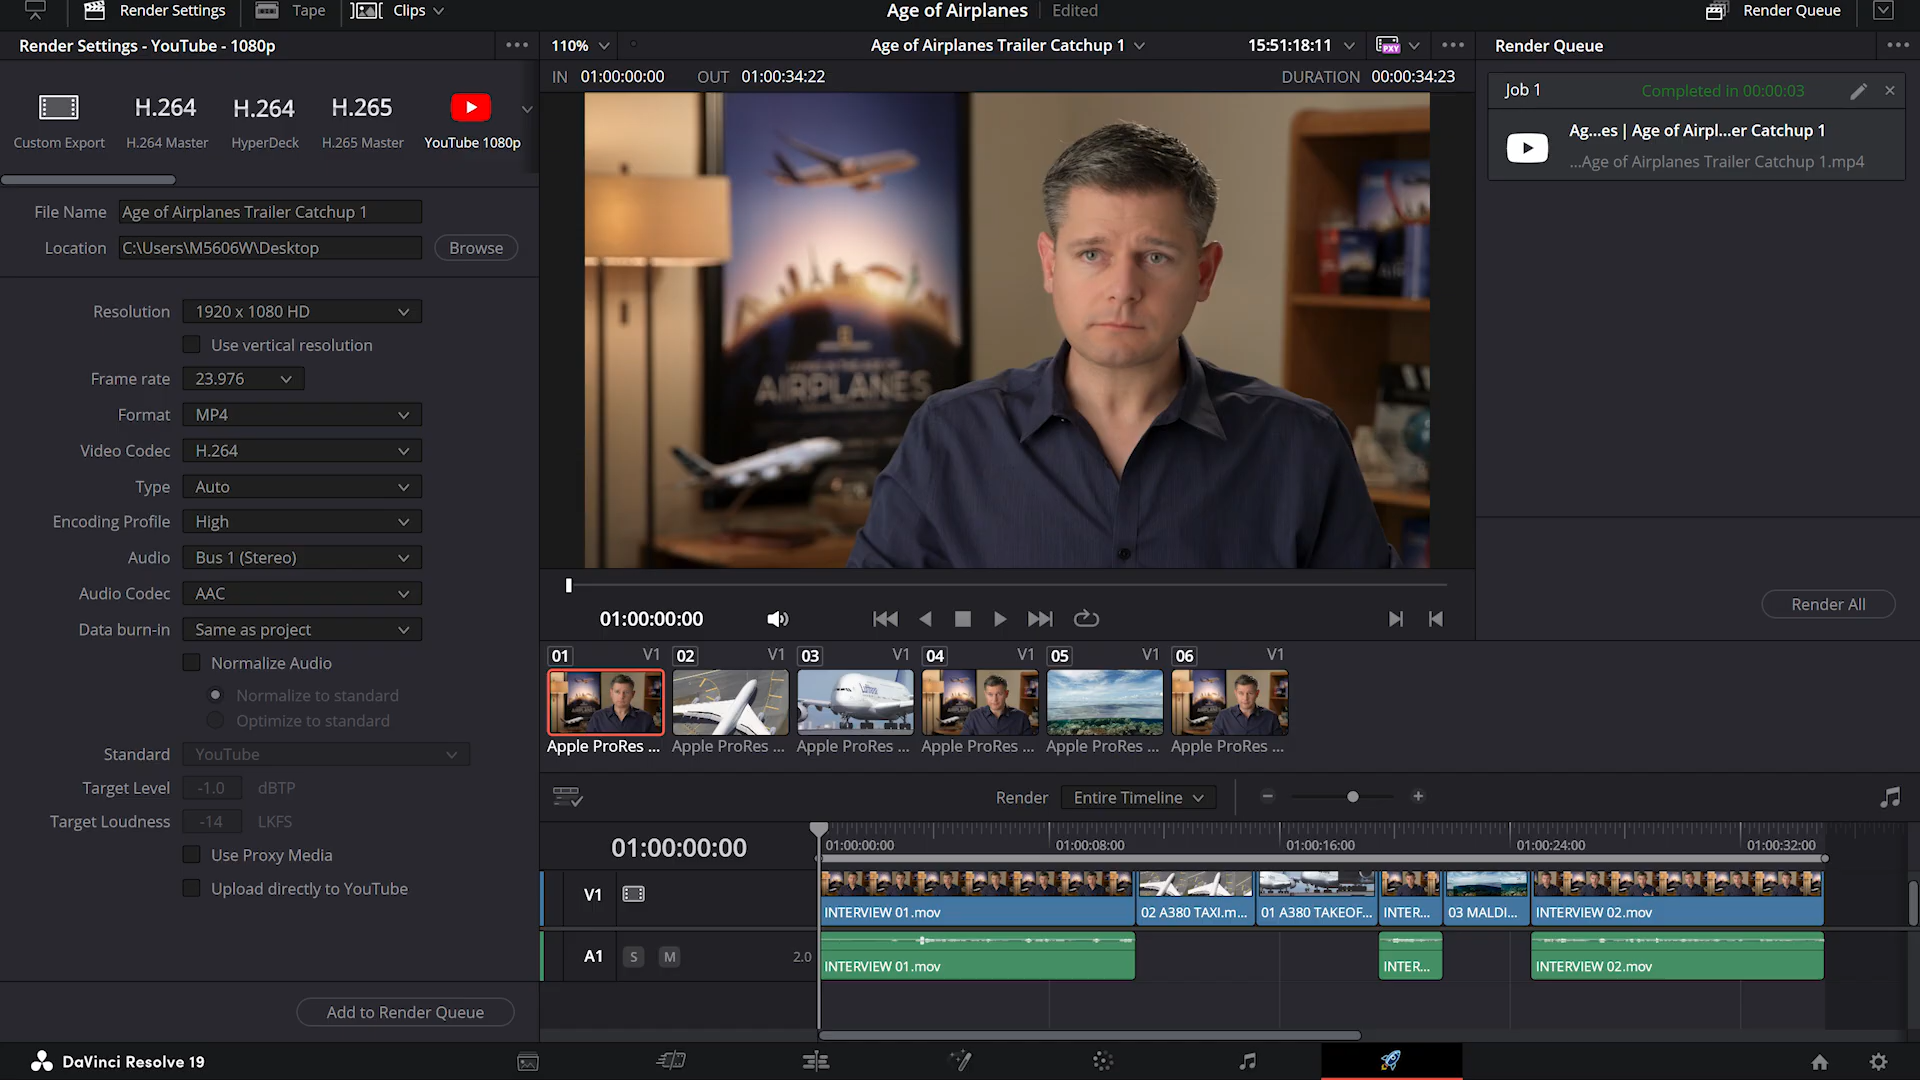 Render Settings
Tape
Clips
Age of Airplanes
Edited
Render Queue
Render Settings - YouTube - 1080p
110%
Age of Airplanes Trailer Catchup 1
15:51:18:11
PXY
Render Queue
IN 01:00:00:00
OUT 01:00:34:22
DURATION 00:00:34:23
Job 1
Completed in 00:00:03
H.264
H.264
H.265
Custom Export
H.264 Master
HyperDeck
H.265 Master
YouTube 1080p
Ag...es | Age of Airpl...er Catchup 1
...Age of Airplanes Trailer Catchup 1.mp4
File Name
Age of Airplanes Trailer Catchup 1
Location
C:\Users\M5606W\Desktop
Browse
Resolution
1920 x 1080 HD
Use vertical resolution
Frame rate
23.976
Format
MP4
Video Codec
H.264
Type
Auto
Encoding Profile
High
Audio
Bus 1 (Stereo)
Audio Codec
AAC
Data burn-in
Same as project
Normalize Audio
Normalize to standard
Optimize to standard
Standard
YouTube
Target Level
-1.0
dBTP
Target Loudness
-14
LKFS
Use Proxy Media
Upload directly to YouTube
Add to Render Queue
AIRPLANES
01:00:00:00
Render All
01 V1
02 V1
03 V1
04 V1
05 V1
06 V1
Apple ProRes ...
Apple ProRes ...
Apple ProRes ...
Apple ProRes ...
Apple ProRes ...
Apple ProRes ...
Render
Entire Timeline
01:00:00:00
01:00:00:00
01:00:08:00
01:00:16:00
01:00:24:00
01:00:32:00
V1
INTERVIEW 01.mov
02 A380 TAXI.m...
01 A380 TAKEOF...
INTER...
03 MALDI...
INTERVIEW 02.mov
A1
S
M
2.0
INTERVIEW 01.mov
INTER...
INTERVIEW 02.mov
DaVinci Resolve 19